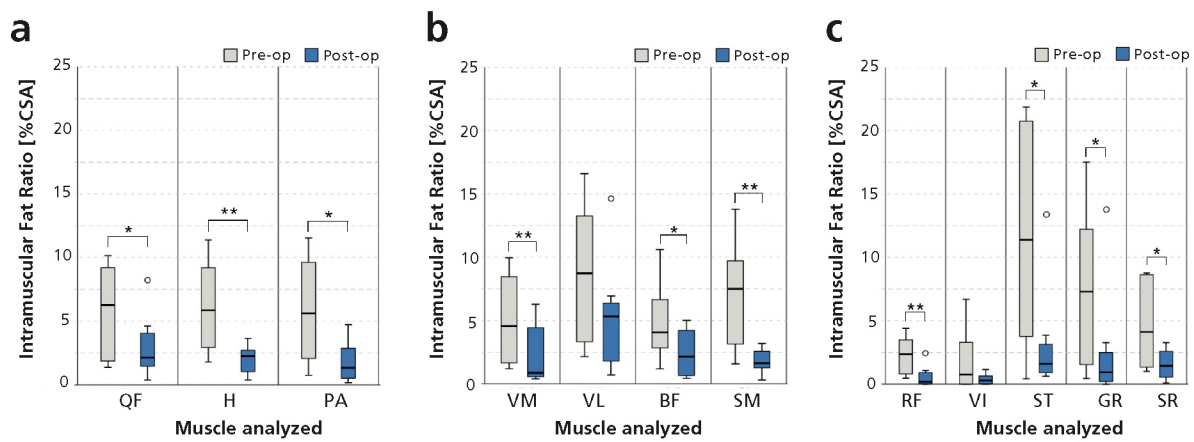 a
Pre-op Post-op
Intramuscular Fat Ratio [%CSA]
25
20
15
10
5
0
* ** *
QF H PA
Muscle analyzed
b
Pre-op Post-op
Intramuscular Fat Ratio [%CSA]
25
20
15
10
5
0
** * **
VM VL BF SM
Muscle analyzed
c
Pre-op Post-op
Intramuscular Fat Ratio [%CSA]
25
20
15
10
5
0
** * * *
RF VI ST GR SR
Muscle analyzed